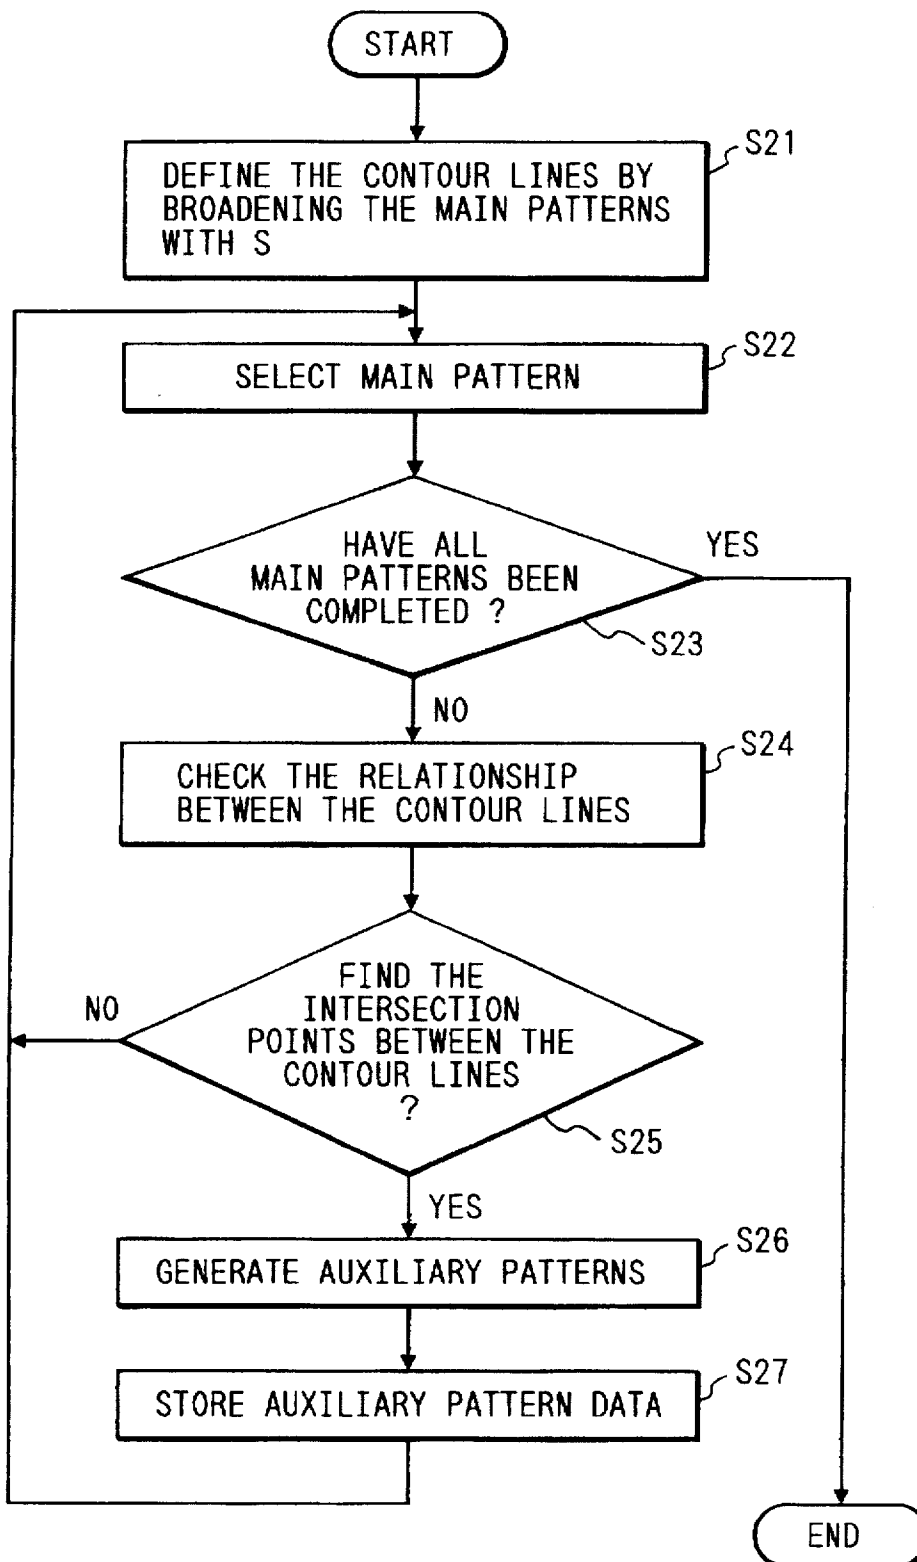 START
S21
DEFINE THE CONTOUR LINES BY
BROADENING THE MAIN PATTERNS
WITH S
S22
SELECT MAIN PATTERN
HAVE ALL
MAIN PATTERNS BEEN
COMPLETED ?
YES
S23
NO
S24
CHECK THE RELATIONSHIP
BETWEEN THE CONTOUR LINES
FIND THE
INTERSECTION
POINTS BETWEEN THE
CONTOUR LINES
?
NO
S25
YES
S26
GENERATE AUXILIARY PATTERNS
S27
STORE AUXILIARY PATTERN DATA
END